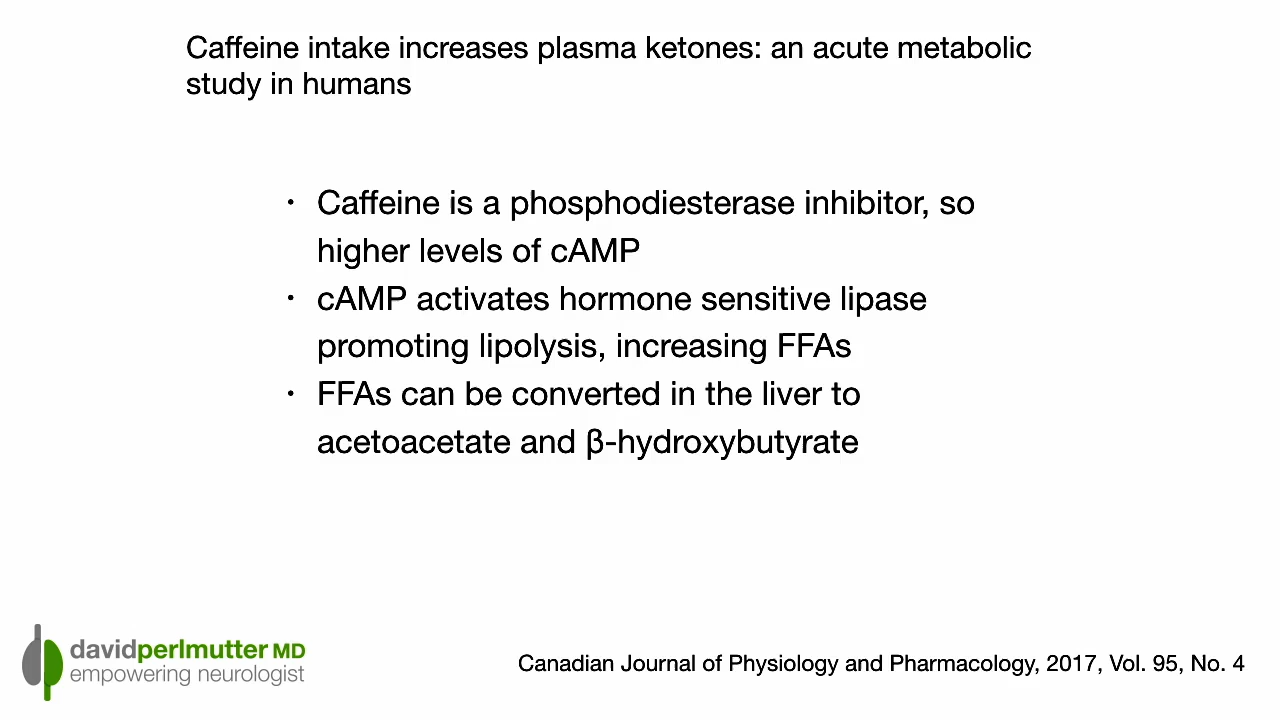 Caffeine intake increases plasma ketones: an acute metabolic
study in humans
• Caffeine is a phosphodiesterase inhibitor, so
higher levels of cAMP
• cAMP activates hormone sensitive lipase
promoting lipolysis, increasing FFAs
• FFAs can be converted in the liver to
acetoacetate and β-hydroxybutyrate
davidperlmutter MD
empowering neurologist
Canadian Journal of Physiology and Pharmacology, 2017, Vol. 95, No. 4